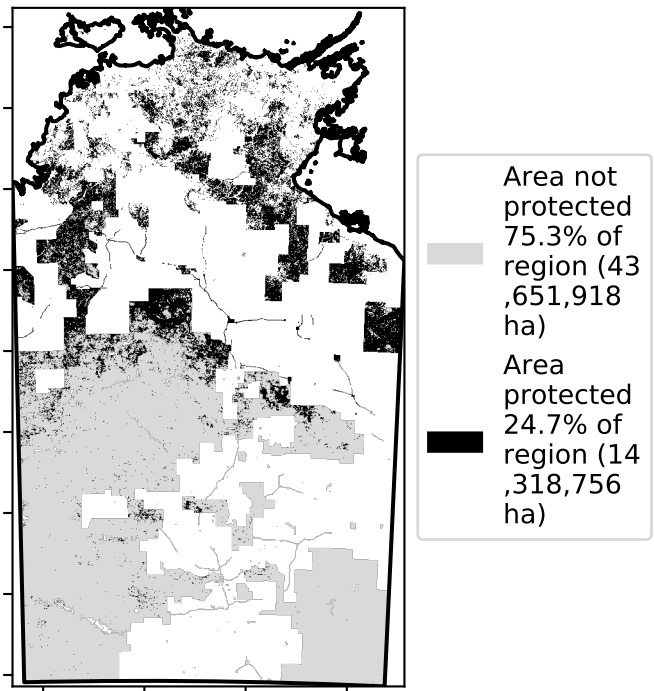 Area not
protected
75.3% of
region (43
,651,918
ha)
Area
protected
24.7% of
region (14
,318,756
ha)